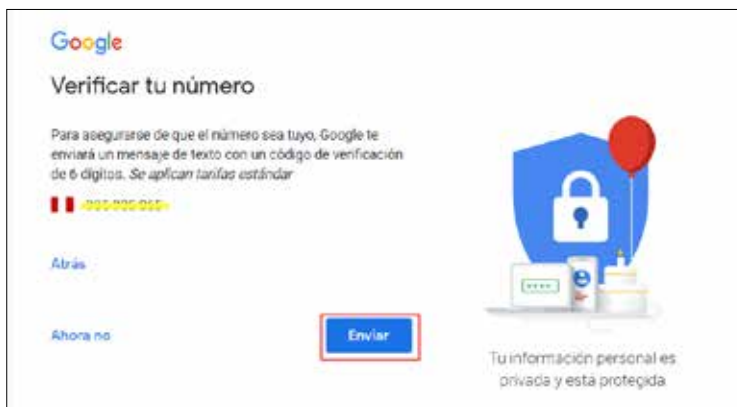 Google
Verificar tu número
Para asegurarse de que el número sea tuyo, Google te
enviará un mensaje de texto con un código de verificación
de 6 dígitos. Se aplican tarifas estándar
Atrás
Ahora no
Enviar
Tu información personal es
privada y está protegida